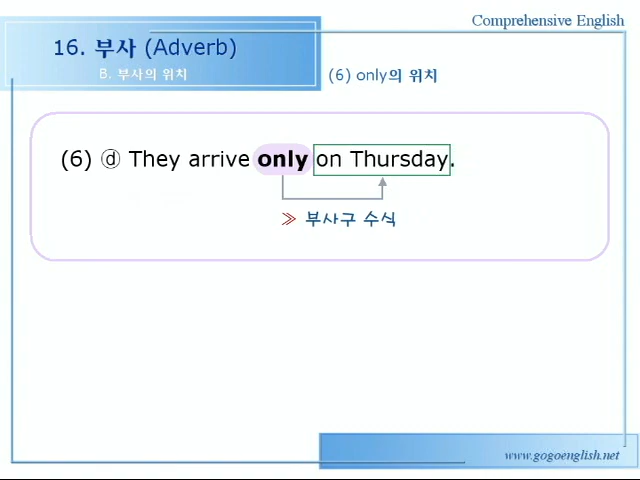 Comprehensive English
16. 부사 (Adverb)
B. 부사의 위치
(6) only의 위치
(6) ⓓ They arrive only on Thursday.
≫ 부사구 수식
www.gogoenglish.net